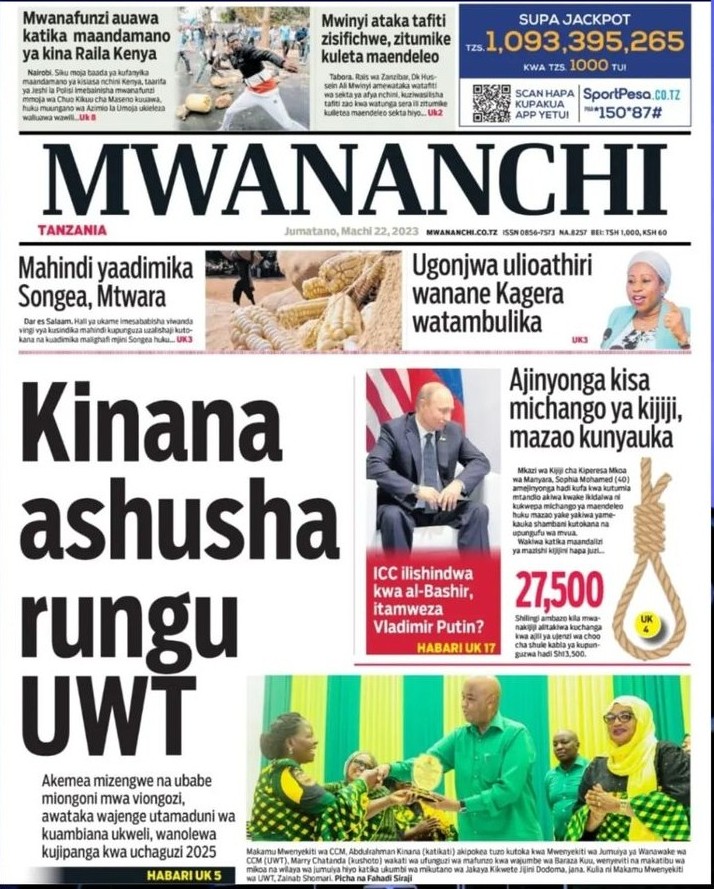 Mwanafunzi auawa
katika maandamano
ya kina Raila Kenya
Nairobi. Siku moja baada ya kufanyika
maandamano ya kisiasa nchini Kenya, taarifa
ya Jeshi la Polisi imebainisha mwanafunzi
mmoja wa Chuo Kikuu cha Maseno kuuawa,
huku muungano wa Azimio la Umoja ukieleza
waliuawa wawili...Uk 8
Mwinyi ataka tafiti
zisifichwe, zitumike
kuleta maendeleo
Tabora. Rais wa Zanzibar, Dk Hus-
sein Ali Mwinyi amewataka watafiti
wa sekta ya afya nchini, kuziwasilisha
tafiti zao kwa watunga sera ili zitumike
kuiletea maendeleo sekta hiyo... Uk2
SUPA JACKPOT
TZS. 1,093,395,265
KWA TZS. 1000 TU!
SCAN HAPA
KUPAKUA
APP YETU!
SportPesa.CO.TZ
*150*87#
MWANANCHI
TANZANIA
Jumatano, Machi 22, 2023 MWANANCHI.CO.TZ ISSN 0856-7573 NA.8257 BEI: TSH 1,000, KSH 60
Mahindi yaadimika
Songea, Mtwara
Dar es Salaam. Hali ya ukame imesababisha viwanda
vingi vya kusindika mahindi kupunguza uzalishaji kuto-
kana na kuadimika malighafi mjini Songea huku... UK3
Ugonjwa ulioathiri
wanane Kagera
watambulika
UK3
Kinana
ashusha
rungu
UWT
Akemea mizengwe na ubabe
miongoni mwa viongozi,
awataka wajenge utamaduni wa
kuambiana ukweli, wanolewa
kujipanga kwa uchaguzi 2025
HABARI UK 5
ICC ilishindwa
kwa al-Bashir,
itamweza
Vladimir Putin?
HABARI UK 17
Ajinyonga kisa
michango ya kijiji,
mazao kunyauka
Mkazi wa Kijiji cha Kiperesa Mkoa
wa Manyara, Sophia Mohamed (40)
amejinyonga hadi kufa kwa kutumia
mtandio akiwa kwake ikidaiwa ni
kukwepa michango ya maendeleo
huku mazao yake yakiwa yame-
kauka shambani kutokana na
upungufu wa mvua.
Wakiwa katika maandalizi
ya mazishi kijijini hapa juzi...
27,500
Shilingi ambazo kila mwa-
nakijiji alitakiwa kuchanga
kwa ajili ya ujenzi wa choo
cha shule kabla ya kupun-
guzwa hadi Sh13,500.
UK
4
Makamu Mwenyekiti wa CCM, Abdulrahman Kinana (katikati) akipokea tuzo kutoka kwa Mwenyekiti wa Jumuiya ya Wanawake wa
CCM (UWT), Marry Chatanda (kushoto) wakati wa ufunguzi wa mafunzo kwa wajumbe wa Baraza Kuu, wenyeviti na makatibu wa
mikoa na wilaya wa jumuiya hiyo katika ukumbi wa mikutano wa Jakaya Kikwete Jijini Dodoma, jana. Kulia ni Makamu Mwenyekiti
wa UWT, Zainab Shomari. Picha na Fahadi Siraji